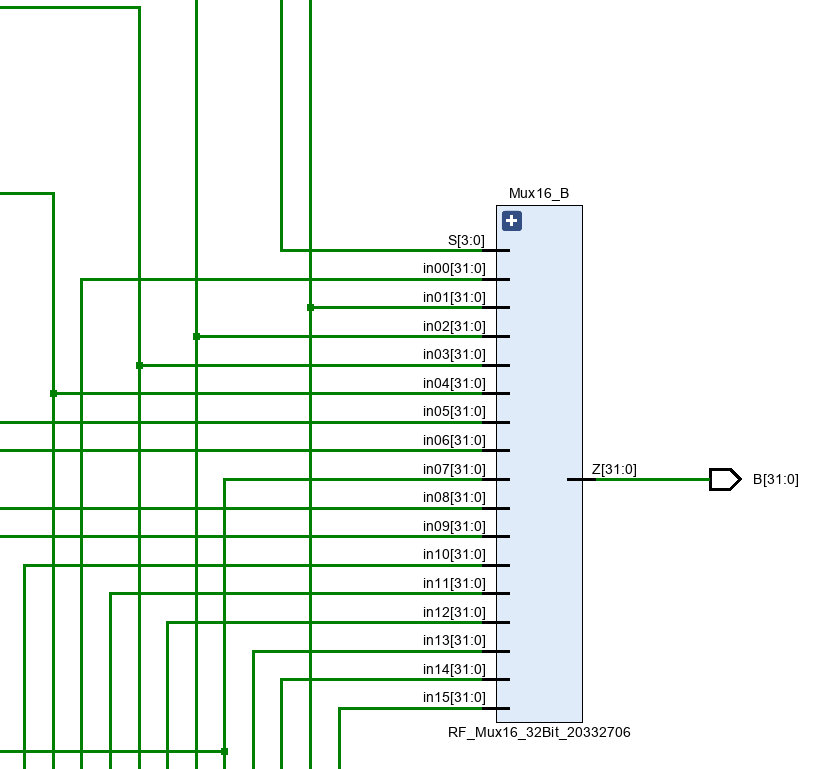 Mux16_B
S[3:0]
in00[31:0]
in01[31:0]
in02[31:0]
in03[31:0]
in04[31:0]
in05[31:0]
in06[31:0]
in07[31:0]
Z[31:0]
B[31:0]
in08[31:0]
in09[31:0]
in10[31:0]
in11[31:0]
in12[31:0]
in13[31:0]
in14[31:0]
in15[31:0]
RF_Mux16_32Bit_20332706